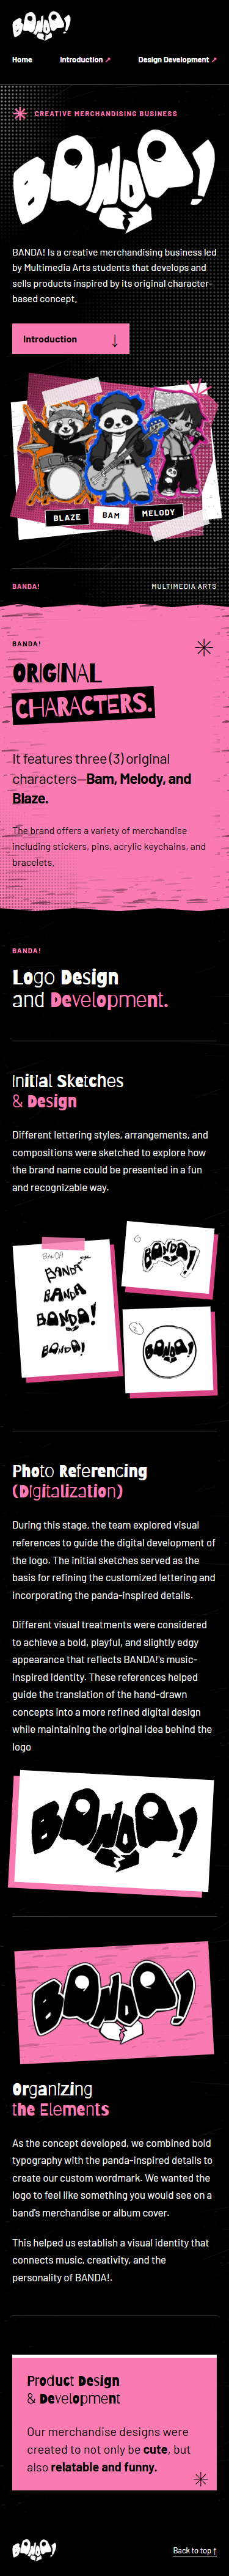 BANDA!
Home Introduction ↗ Design Development ↗
CREATIVE MERCHANDISING BUSINESS
BANDA!
BANDA! Is a creative merchandising business led
by Multimedia Arts students that develops and
sells products inspired by its original character-
based concept.
Introduction ↓
BLAZE BAM MELODY
BANDA! MULTIMEDIA ARTS
BANDA!
ORIGINAL
CHARACTERS.
It features three (3) original
characters—Bam, Melody, and
Blaze.
The brand offers a variety of merchandise
including stickers, pins, acrylic keychains, and
bracelets.
BANDA!
Logo Design
and Development.
Initial Sketches
& Design
Different lettering styles, arrangements, and
compositions were sketched to explore how
the brand name could be presented in a fun
and recognizable way.
BANDA
BANDA
BANDA
BANDA!
BANDA!
BANDA!
BANDA!
Photo Referencing
(Digitalization)
During this stage, the team explored visual
references to guide the digital development of
the logo. The initial sketches served as the
basis for refining the customized lettering and
incorporating the panda-inspired details.
Different visual treatments were considered
to achieve a bold, playful, and slightly edgy
appearance that reflects BANDA!'s music-
inspired identity. These references helped
guide the translation of the hand-drawn
concepts into a more refined digital design
while maintaining the original idea behind the
logo
BANDA!
BANDA!
Organizing
the Elements
As the concept developed, we combined bold
typography with the panda-inspired details to
create our custom wordmark. We wanted the
logo to feel like something you would see on a
band's merchandise or album cover.
This helped us establish a visual identity that
connects music, creativity, and the
personality of BANDA!.
Product Design
& Development
Our merchandise designs were
created to not only be cute, but
also relatable and funny.
BANDA!
Back to top ↑